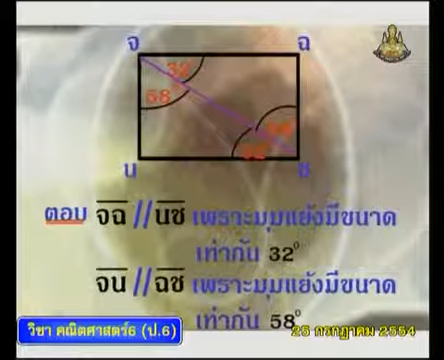 จ ฉ
32
58
น ช
ตอบ จฉ // นช เพราะมุมแย้งมีขนาด
เท่ากัน 32°
จน // ฉช เพราะมุมแย้งมีขนาด
เท่ากัน 58°
วิชา คณิตศาสตร์6 (ป.6)
25 กรกฎาคม 2554